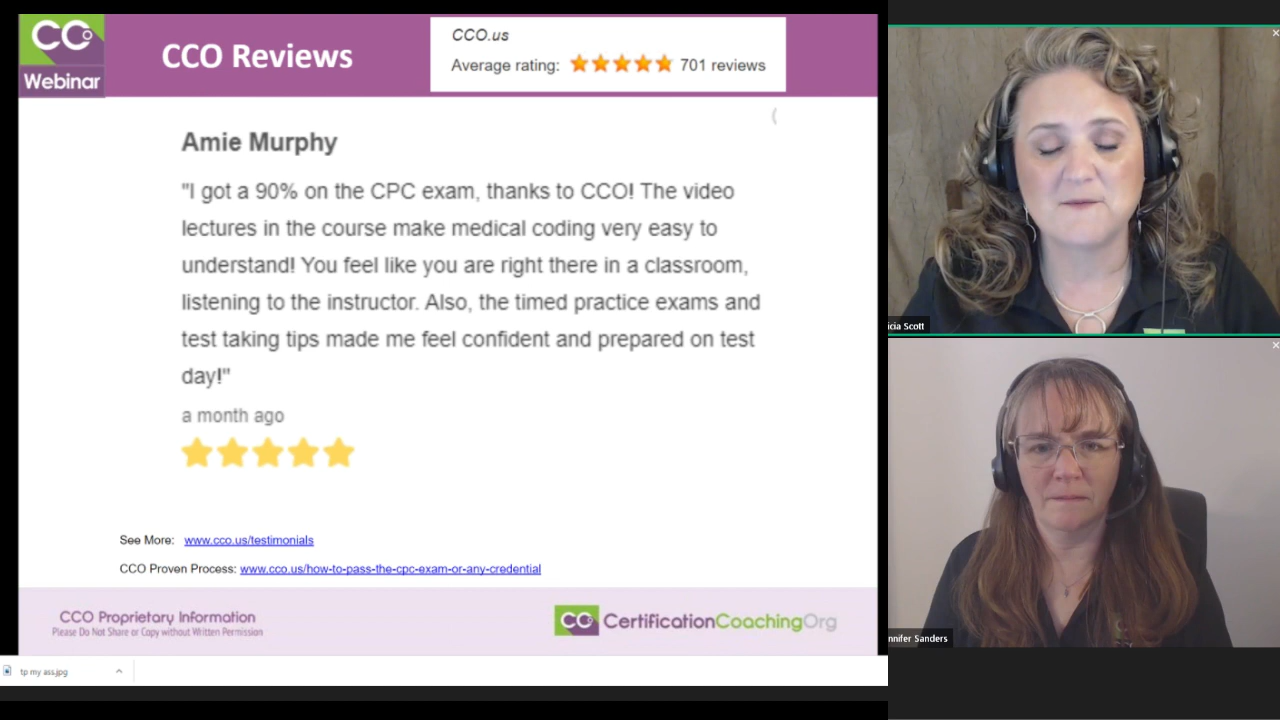 CCO
Webinar
CCO Reviews
CCO.us
Average rating: 701 reviews
Amie Murphy
"I got a 90% on the CPC exam, thanks to CCO! The video
lectures in the course make medical coding very easy to
understand! You feel like you are right there in a classroom,
listening to the instructor. Also, the timed practice exams and
test taking tips made me feel confident and prepared on test
day!"
a month ago
See More: www.cco.us/testimonials
CCO Proven Process: www.cco.us/how-to-pass-the-cpc-exam-or-any-credential
CCO Proprietary Information
Please Do Not Share or Copy without Written Permission
CCO CertificationCoachingOrg
tp my ass.jpg
icia Scott
nnifer Sanders